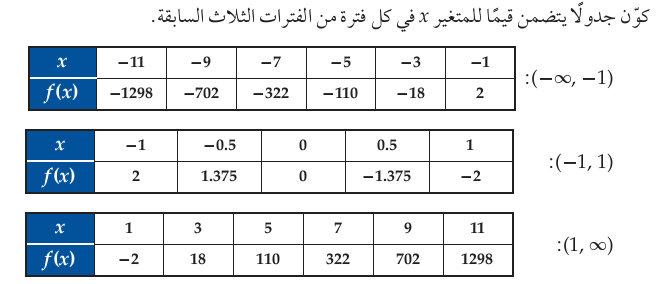 كوّن جدولًا يتضمن قيمًا للمتغير x في كل فترة من الفترات الثلاث السابقة.
(−∞, −1):
x −11 −9 −7 −5 −3 −1
f(x) −1298 −702 −322 −110 −18 2
(−1, 1):
x −1 −0.5 0 0.5 1
f(x) 2 1.375 0 −1.375 −2
(1, ∞):
x 1 3 5 7 9 11
f(x) −2 18 110 322 702 1298